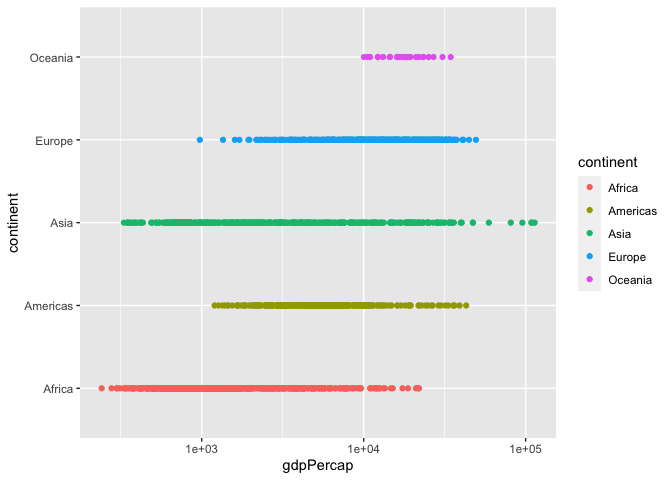 Oceania
Europe
Asia
Americas
Africa
continent
1e+03
1e+04
1e+05
gdpPercap
continent
Africa
Americas
Asia
Europe
Oceania